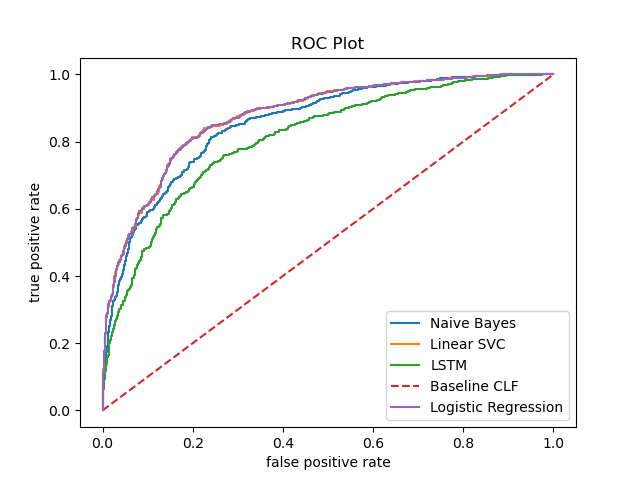 ROC Plot
true positive rate
1.0
0.8
0.6
0.4
0.2
0.0
Naive Bayes
Linear SVC
LSTM
Baseline CLF
Logistic Regression
0.0 0.2 0.4 0.6 0.8 1.0
false positive rate